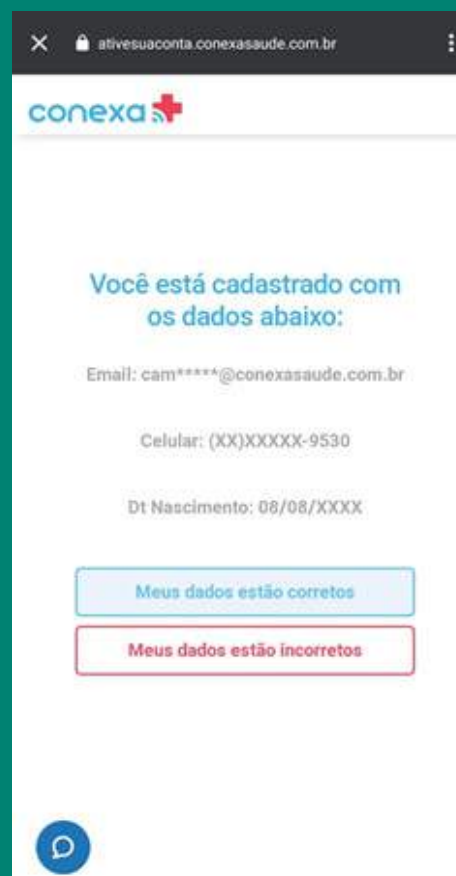 ativesuaconta.conexasaude.com.br
conexa
Você está cadastrado com
os dados abaixo:
Email: cam*****@conexasaude.com.br
Celular: (XX)XXXXX-9530
Dt Nascimento: 08/08/XXXX
Meus dados estão corretos
Meus dados estão incorretos